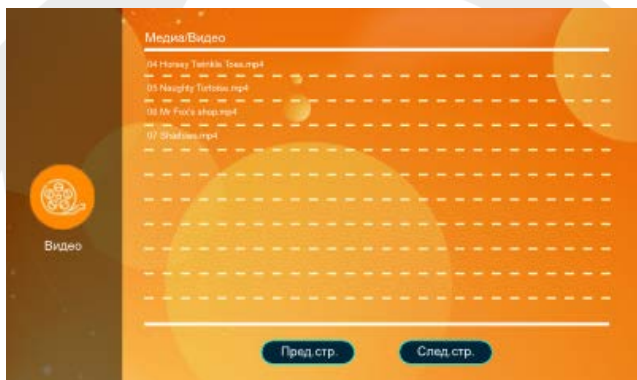 Медиа/Видео
04 Horsey Twinkle Toes.mp4
05 Naughty Tortoise.mp4
06 Mr Fox's shop.mp4
07 Shadows.mp4
Видео
Пред.стр.
След.стр.